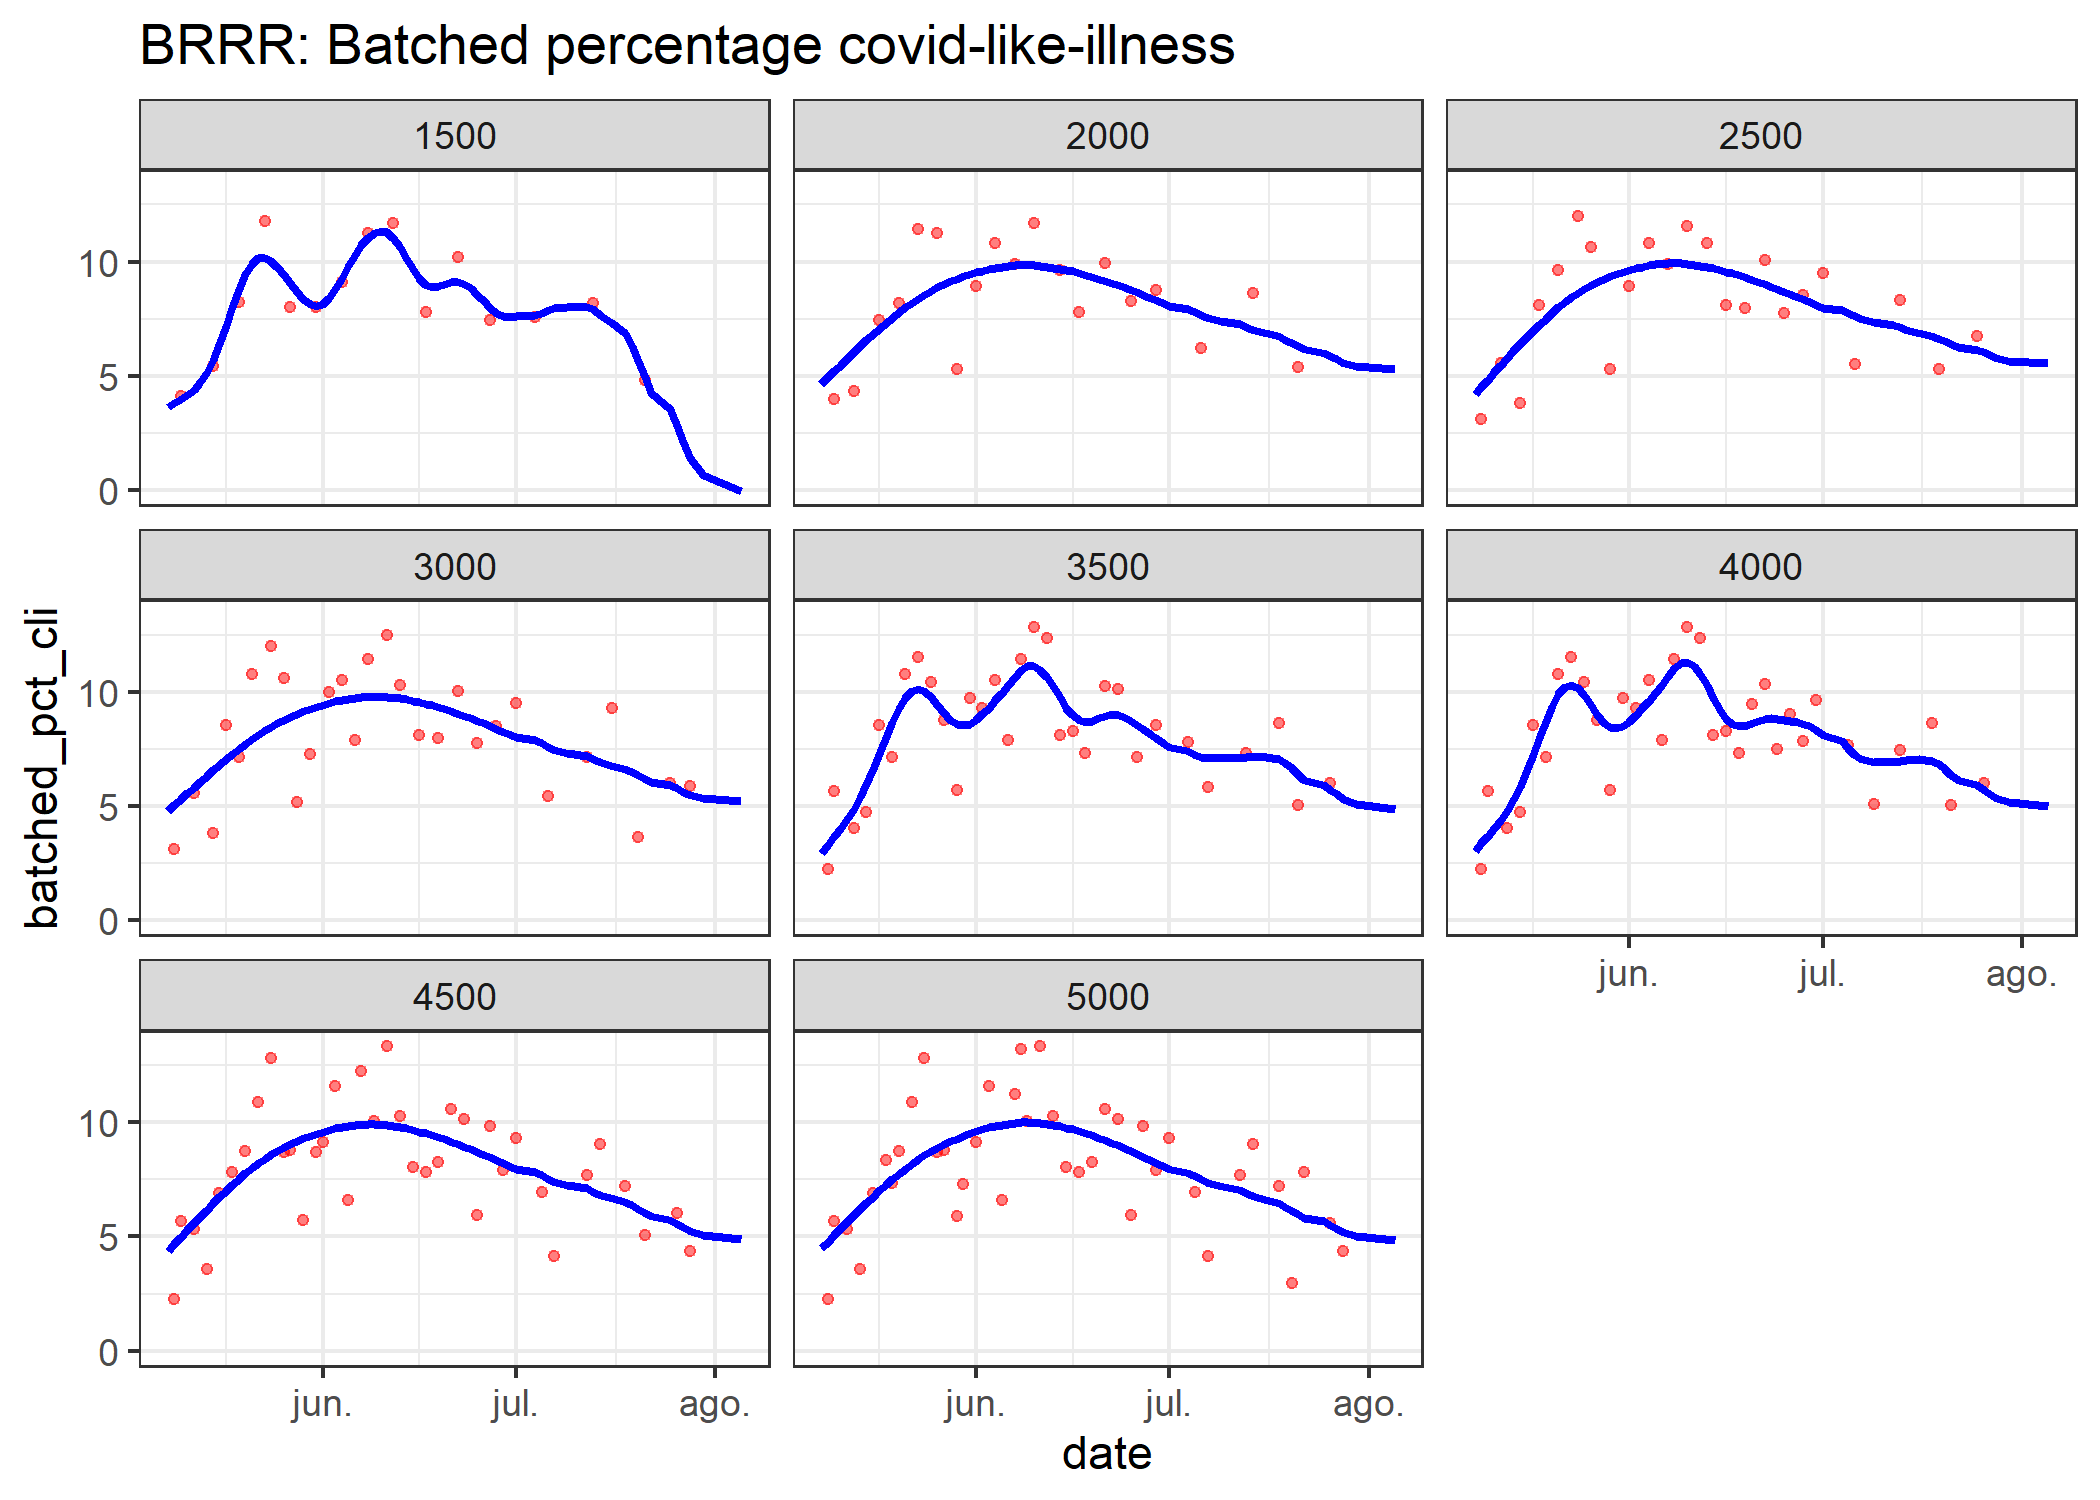 BRRR: Batched percentage covid-like-illness
1500
2000
2500
10
5
0
3000
3500
4000
batched_pct_cli
10
5
0
jun.
jul.
ago.
4500
5000
10
5
0
jun.
jul.
ago.
jun.
jul.
ago.
date